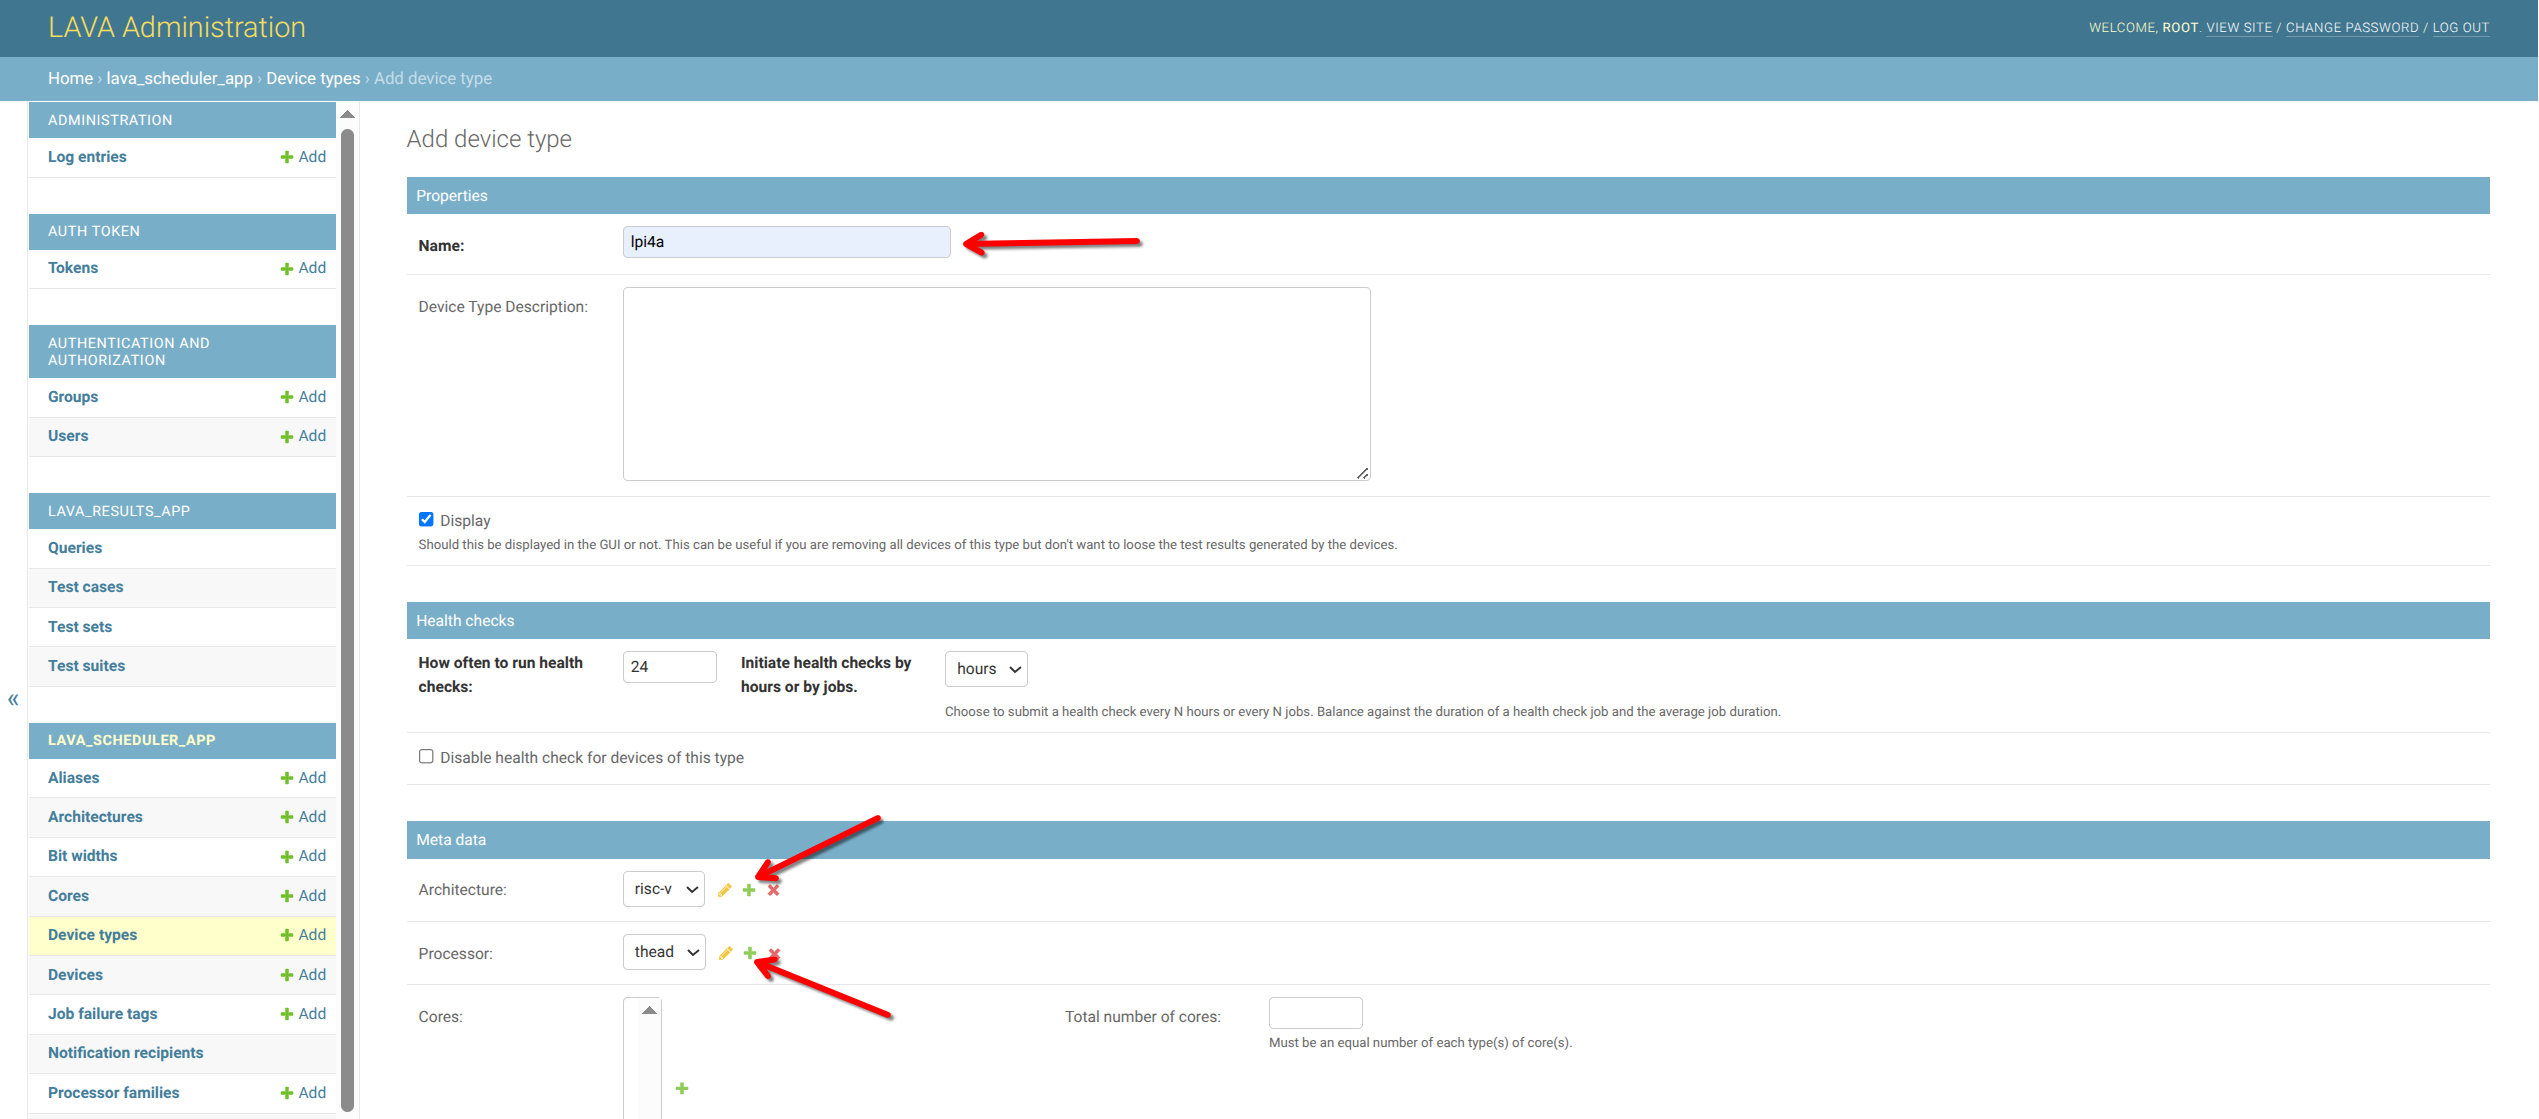 LAVA Administration
WELCOME, ROOT. VIEW SITE / CHANGE PASSWORD / LOG OUT
Home › lava_scheduler_app › Device types › Add device type
ADMINISTRATION
Log entries
Add
AUTH TOKEN
Tokens
Add
AUTHENTICATION AND
AUTHORIZATION
Groups
Add
Users
Add
LAVA_RESULTS_APP
Queries
Test cases
Test sets
Test suites
«
LAVA_SCHEDULER_APP
Aliases
Add
Architectures
Add
Bit widths
Add
Cores
Add
Device types
Add
Devices
Add
Job failure tags
Add
Notification recipients
Processor families
Add
Add device type
Properties
Name:
lpi4a
Device Type Description:
Display
Should this be displayed in the GUI or not. This can be useful if you are removing all devices of this type but don't want to loose the test results generated by the devices.
Health checks
How often to run health
checks:
24
Initiate health checks by
hours or by jobs.
hours
Choose to submit a health check every N hours or every N jobs. Balance against the duration of a health check job and the average job duration.
Disable health check for devices of this type
Meta data
Architecture:
risc-v
Processor:
thead
Cores:
Total number of cores:
Must be an equal number of each type(s) of core(s).